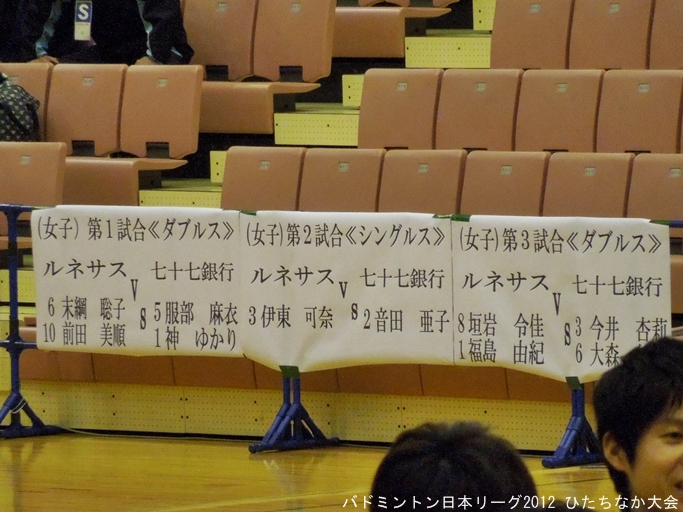 S
(女子) 第1試合《ダブルス》
ルネサス VS 七十七銀行
6 末綱 聡子 5 服部 麻衣
10 前田 美順 1 神 ゆかり
(女子) 第2試合《シングルス》
ルネサス VS 七十七銀行
3 伊東 可奈 2 音田 亜子
(女子) 第3試合《ダブルス》
ルネサス VS 七十七銀行
8 垣岩 令佳 3 今井 杏莉
1 福島 由紀 6 大森
バドミントン日本リーグ2012 ひたちなか大会